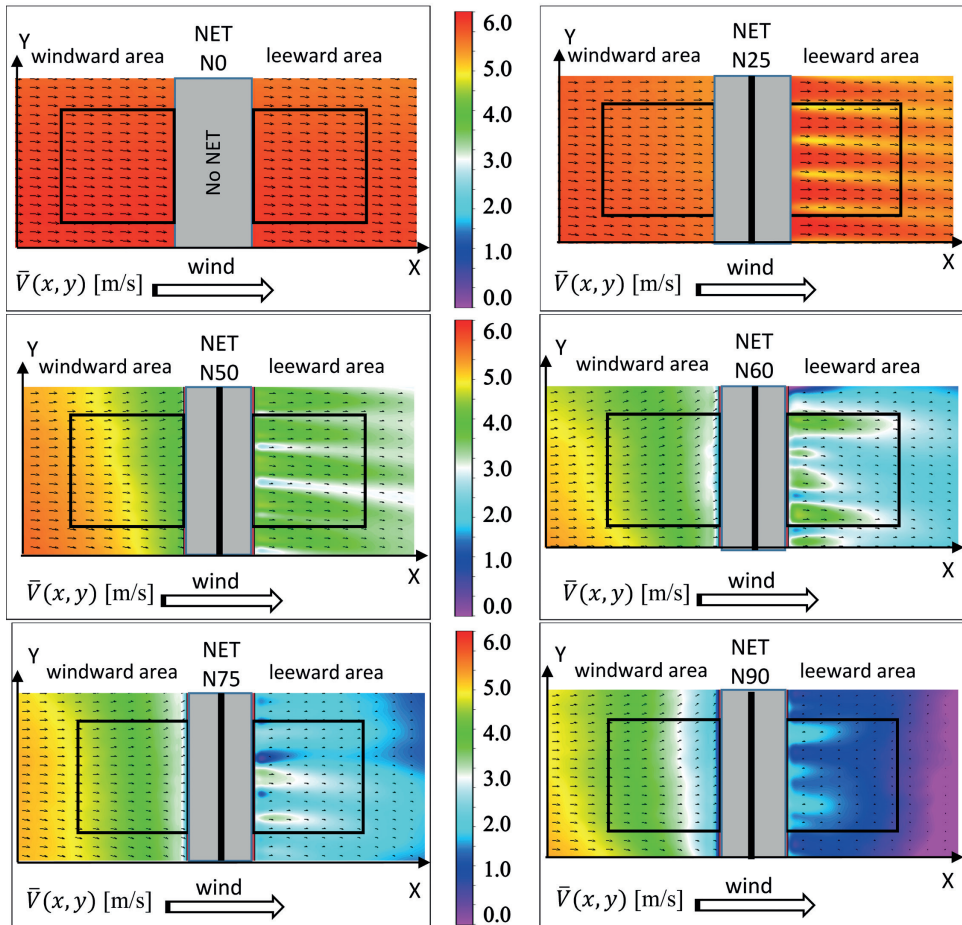 Y
windward area
NET
N0
leeward area
No NET
X
V̄(x, y) [m/s]
wind
6.0
5.0
4.0
3.0
2.0
1.0
0.0
Y
windward area
NET
N25
leeward area
X
V̄(x, y) [m/s]
wind
Y
windward area
NET
N50
leeward area
X
V̄(x, y) [m/s]
wind
6.0
5.0
4.0
3.0
2.0
1.0
0.0
Y
windward area
NET
N60
leeward area
X
V̄(x, y) [m/s]
wind
Y
windward area
NET
N75
leeward area
X
V̄(x, y) [m/s]
wind
6.0
5.0
4.0
3.0
2.0
1.0
0.0
Y
windward area
NET
N90
leeward area
X
V̄(x, y) [m/s]
wind